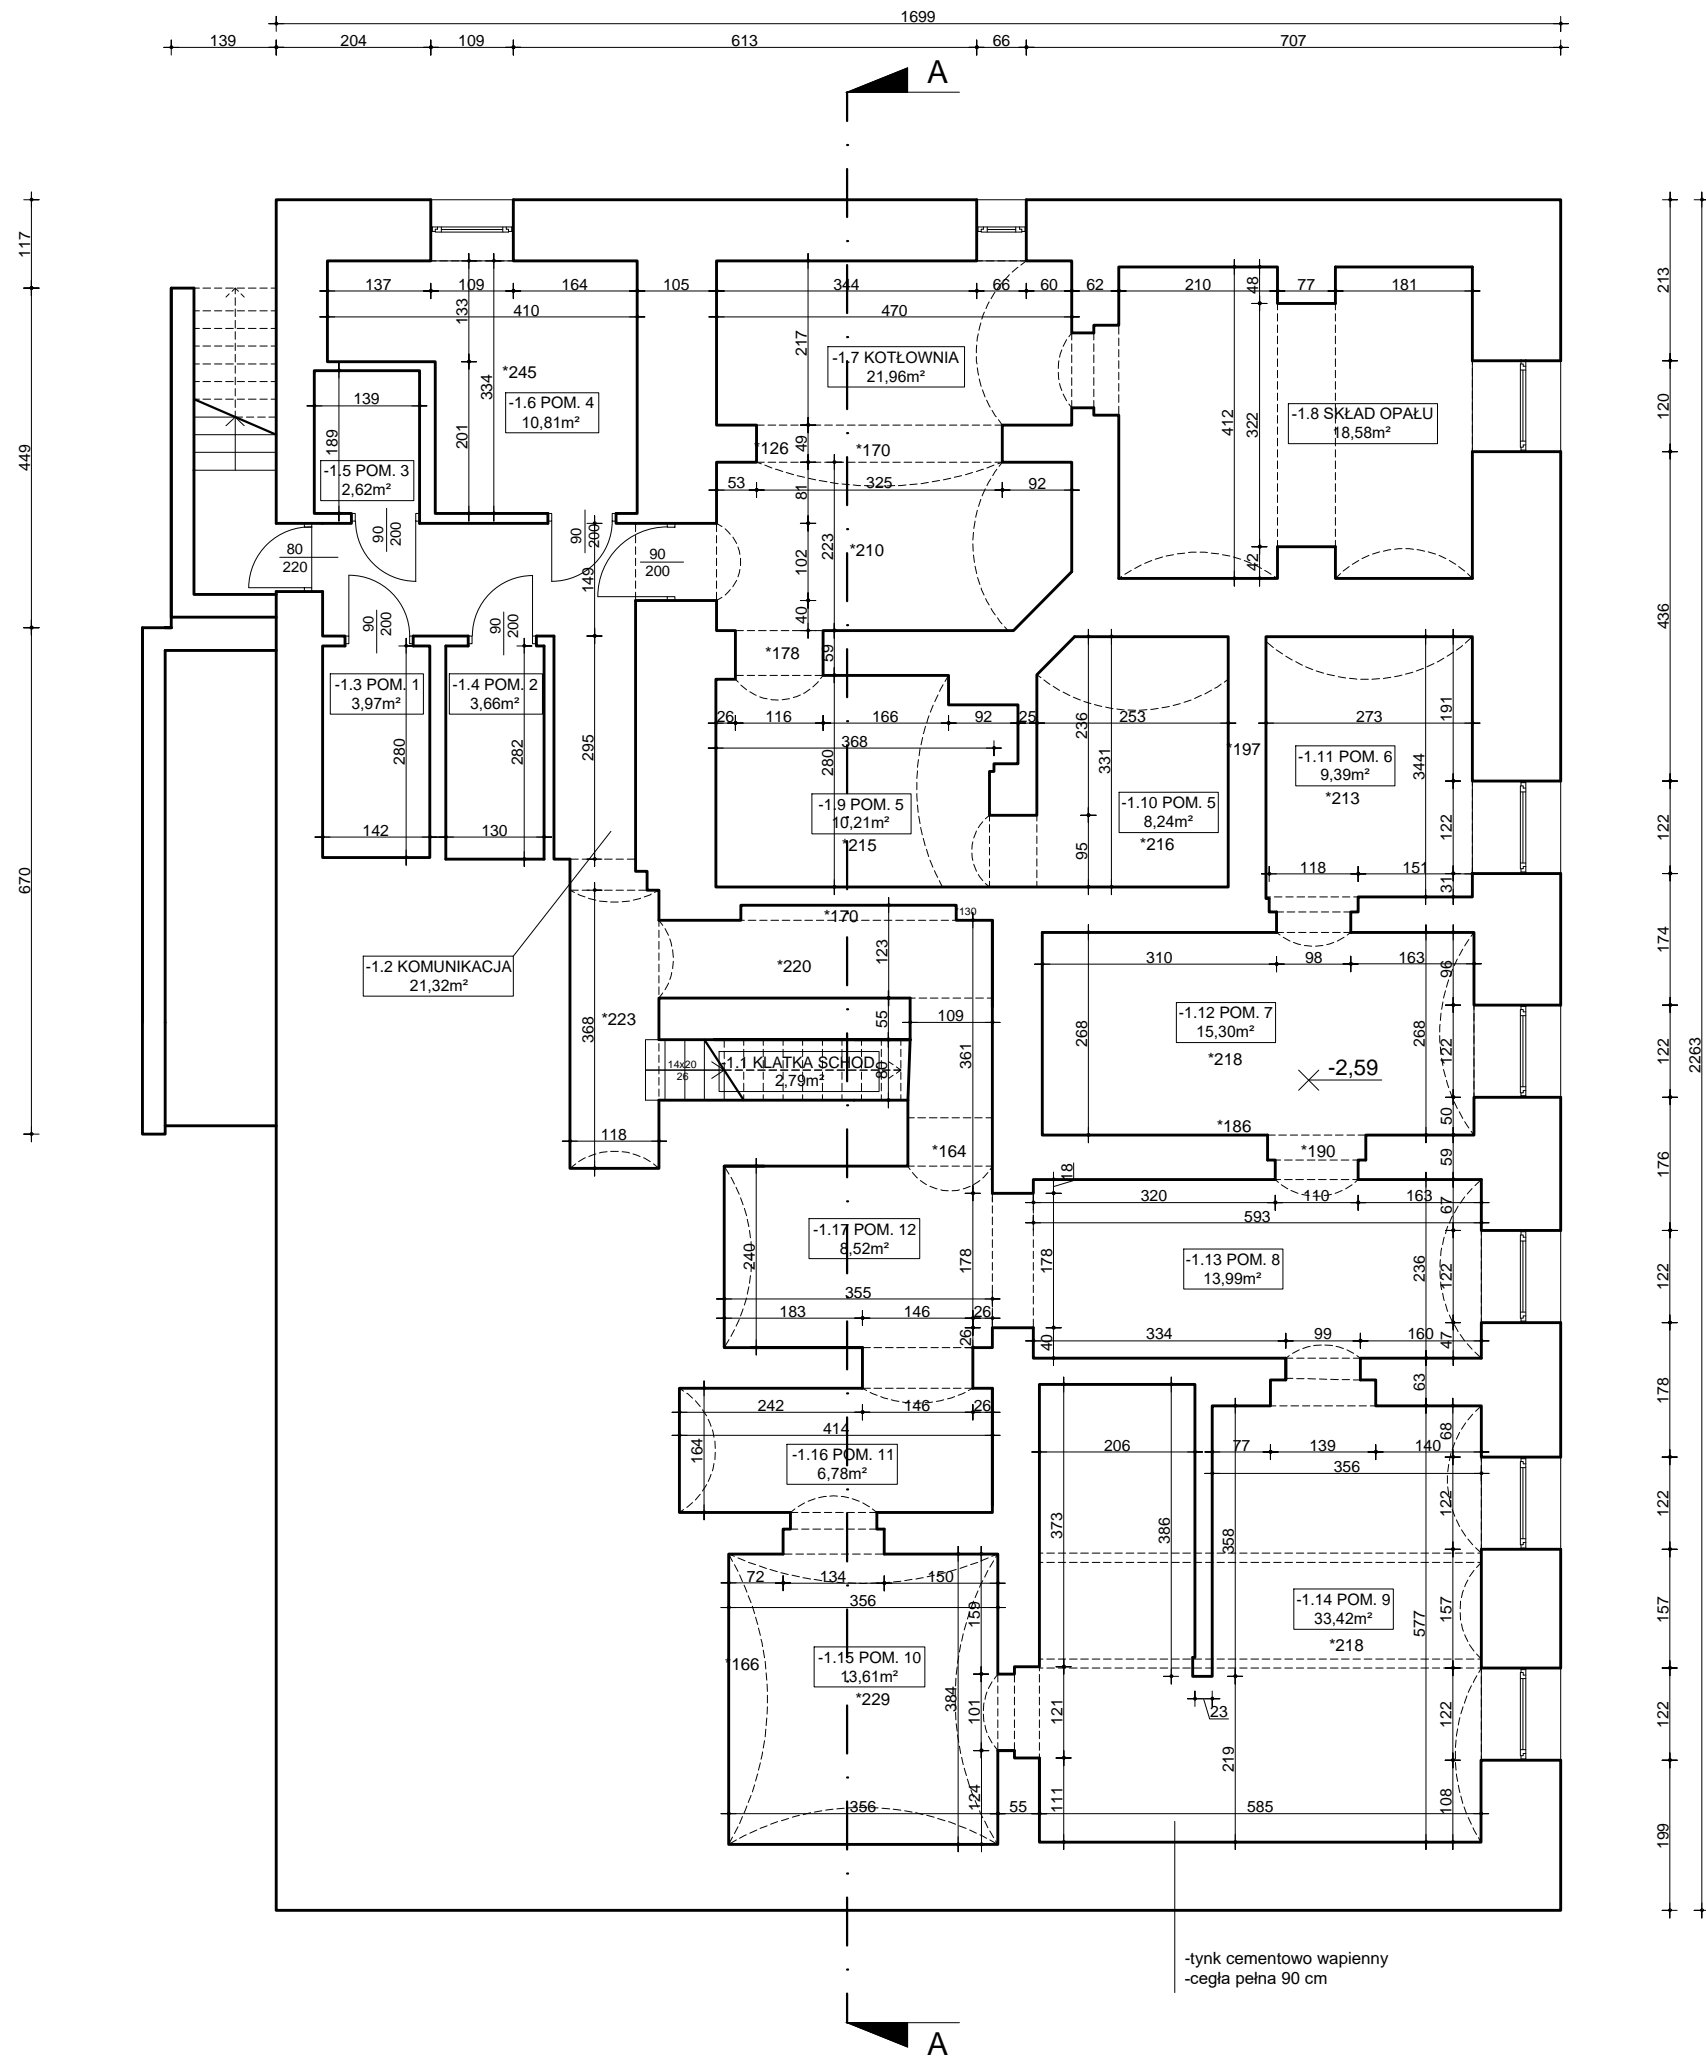 1699
139 204 109 613 66 707
A
117
449
670
137 109 164 105 344 66 60 62 210 77 181
48
410
470
133
334
201
217
*245
-1.6 POM. 4
10,81m²
-1.7 KOTŁOWNIA
21,96m²
-1.8 SKŁAD OPAŁU
18,58m²
412
322
42
139
189
-1.5 POM. 3
2,62m²
*126
49
*170
53
325
92
81
102
223
*210
40
90
200
90
200
80
220
90
200
149
90
200
90
200
*178
59
-1.3 POM. 1
3,97m²
-1.4 POM. 2
3,66m²
280
282
295
142
130
26 116 166 92 25 253
368
280
236
331
95
*197
-1.9 POM. 5
10,21m²
*215
-1.10 POM. 5
8,24m²
*216
273
191
344
122
-1.11 POM. 6
9,39m²
*213
118
151
31
-1.2 KOMUNIKACJA
21,32m²
*170
130
*220
123
*223
368
55
109
361
14x20
26
-1.1 KLATKA SCHOD.
2,79m²
80
118
*164
310 98 163
96
268
268
122
50
-1.12 POM. 7
15,30m²
*218
-2,59
*186
*190
59
18
320 110 163
67
593
-1.17 POM. 12
8,52m²
240
178
178
-1.13 POM. 8
13,99m²
236
122
355
183 146 26
26
40
334 99 160
47
63
242 146 26
414
164
-1.16 POM. 11
6,78m²
206
77 139 140
68
356
122
373
386
358
72 134 150
356
159
-1.14 POM. 9
33,42m²
*218
577
157
*166
-1.15 POM. 10
13,61m²
*229
384
101
121
23
219
122
124
356
55
111
585
108
213
120
436
122
174
122
176
122
178
122
157
122
199
2263
-tynk cementowo wapienny
-cegła pełna 90 cm
A